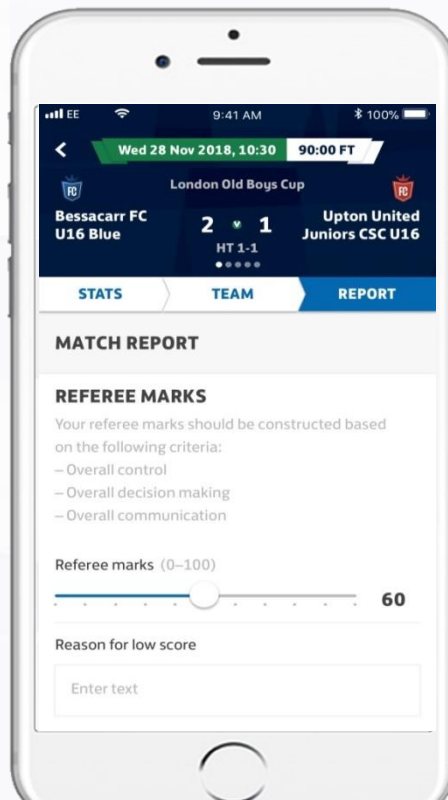 EE
9:41 AM
100%
Wed 28 Nov 2018, 10:30
90:00 FT
FC
London Old Boys Cup
FC
Bessacarr FC
U16 Blue
2 v 1
Upton United
Juniors CSC U16
HT 1-1
STATS
TEAM
REPORT
MATCH REPORT
REFEREE MARKS
Your referee marks should be constructed based
on the following criteria:
– Overall control
– Overall decision making
– Overall communication
Referee marks (0–100)
60
Reason for low score
Enter text